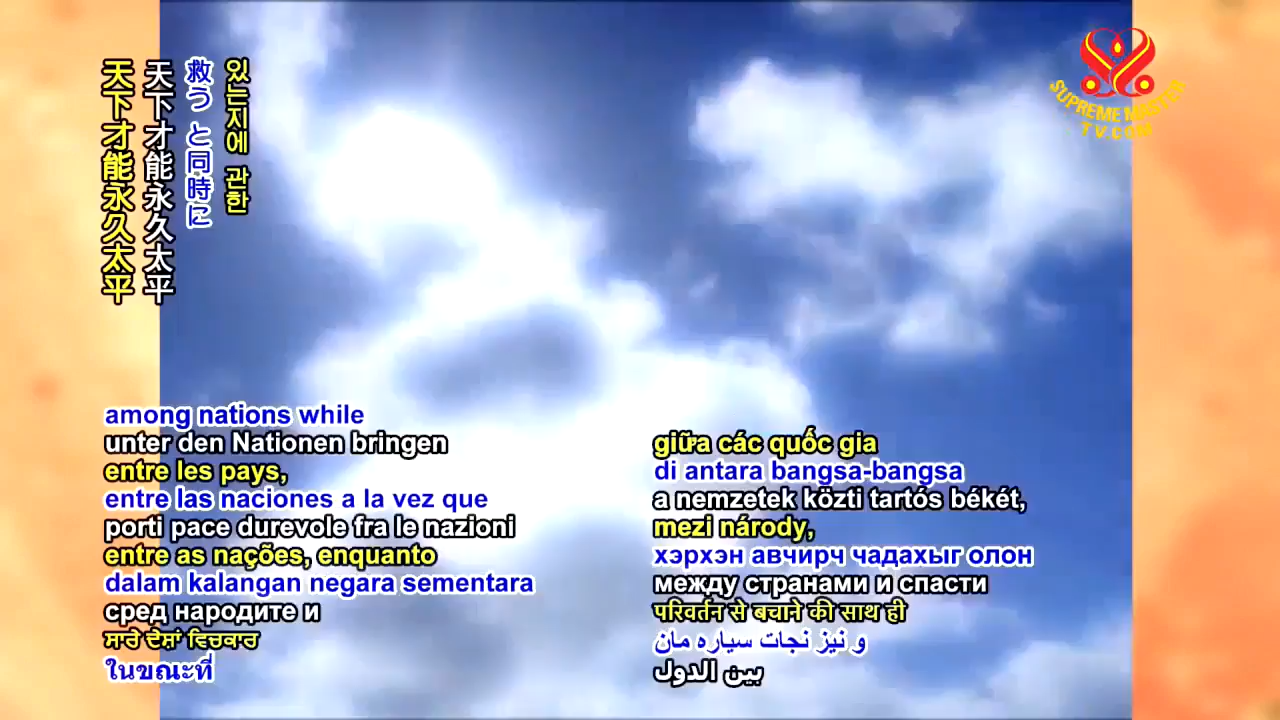 있는지에 관한
救う と同時に
天下才能永久太平
天下才能永久太平
SUPREME MASTER
TV.COM
among nations while
unter den Nationen bringen
entre les pays,
entre las naciones a la vez que
porti pace durevole fra le nazioni
entre as nações, enquanto
dalam kalangan negara sementara
сред народите и
ਸਾਰੇ ਦੇਸ਼ਾਂ ਵਿਚਕਾਰ
ในขณะที่
giữa các quốc gia
di antara bangsa-bangsa
a nemzetek közti tartós békét,
mezi národy,
хэрхэн авчирч чадахыг олон
между странами и спасти
परिवर्तन से बचाने की साथ ही
و نیز نجات سیاره مان
بين الدول